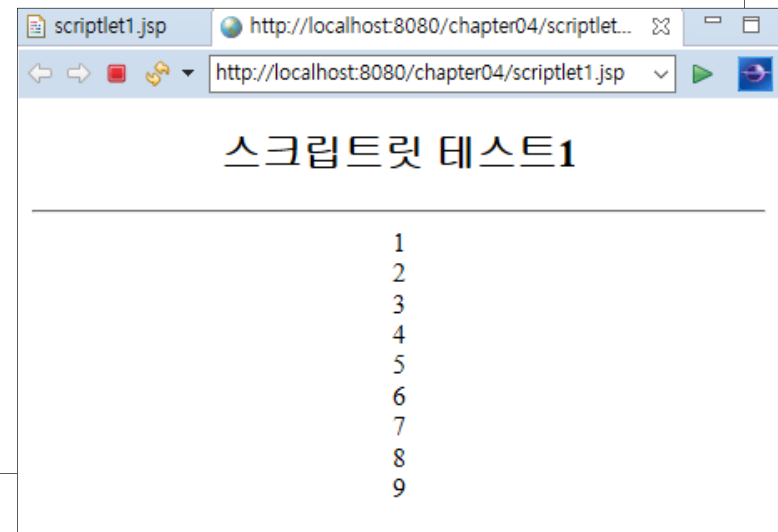 scriptlet1.jsp
http://localhost:8080/chapter04/scriptlet...
http://localhost:8080/chapter04/scriptlet1.jsp
스크립트릿 테스트1
1
2
3
4
5
6
7
8
9